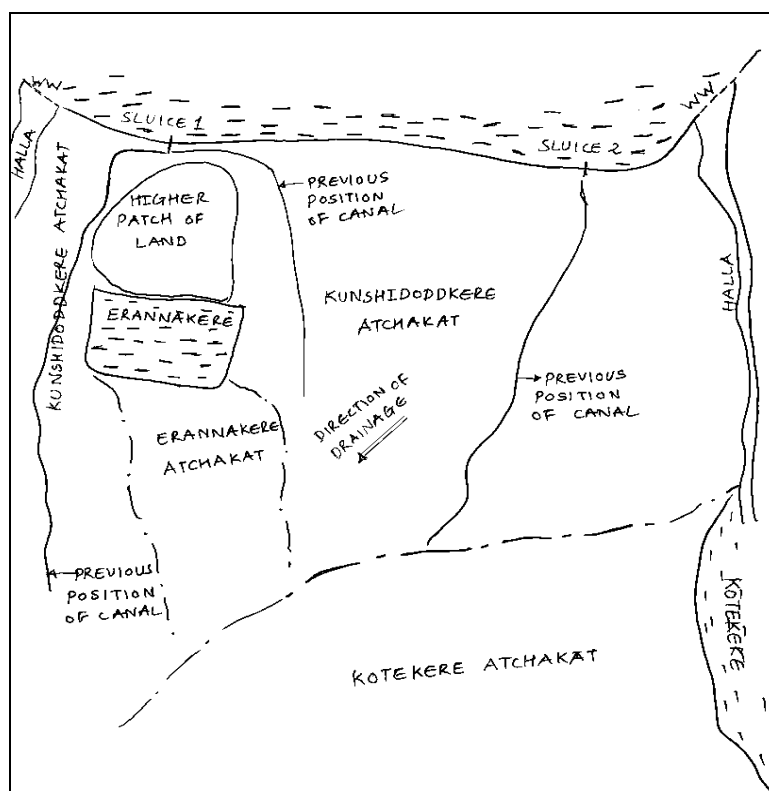 WW
WW
SLUICE 1
SLUICE 2
HALLA
KUNSHIDODDKERE ATCHAKAT
HIGHER
PATCH OF
LAND
PREVIOUS
POSITION
OF CANAL
HALLA
KUNSHIDODDKERE
ATCHAKAT
ERANNAKERE
PREVIOUS
POSITION
OF CANAL
DIRECTION OF
DRAINAGE
ERANNAKERE
ATCHAKAT
PREVIOUS
POSITION
OF CANAL
KOTEKERE
KOTEKERE ATCHAKAT